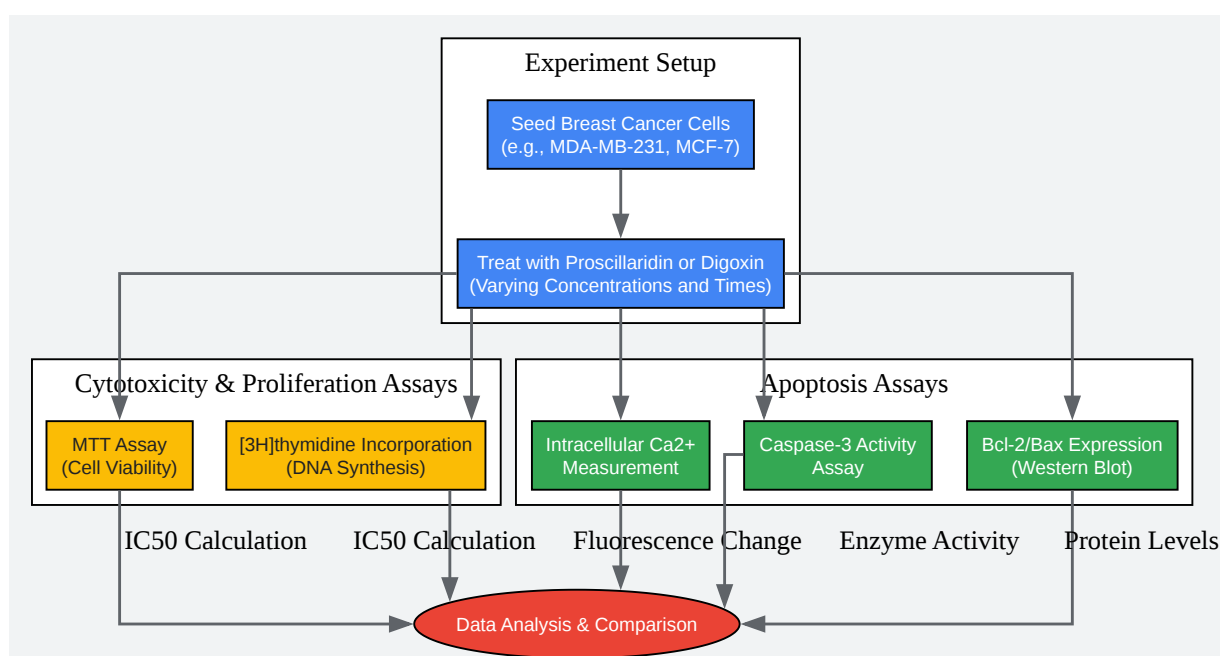 Experiment Setup
Seed Breast Cancer Cells
(e.g., MDA-MB-231, MCF-7)
Treat with Proscillaridin or Digoxin
(Varying Concentrations and Times)
Cytotoxicity & Proliferation Assays
MTT Assay
(Cell Viability)
[3H]thymidine Incorporation
(DNA Synthesis)
Apoptosis Assays
Intracellular Ca2+
Measurement
Caspase-3 Activity
Assay
Bcl-2/Bax Expression
(Western Blot)
IC50 Calculation
IC50 Calculation
Fluorescence Change
Enzyme Activity
Protein Levels
Data Analysis & Comparison